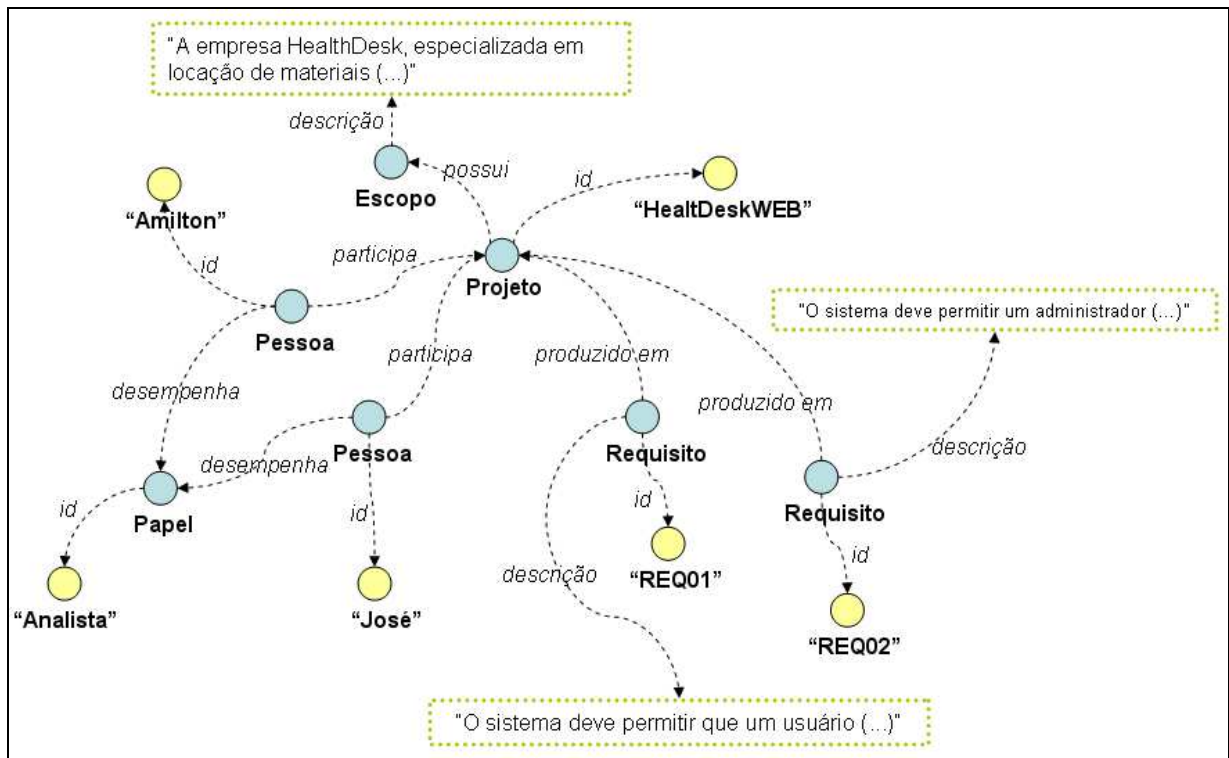 "A empresa HealthDesk, especializada em
locação de materiais (...)"
descrição
possui
id
Escopo
“HealtDeskWEB”
“Amilton”
participa
id
Projeto
"O sistema deve permitir um administrador (...)"
Pessoa
participa
produzido em
desempenha
produzido em
descrição
Pessoa
Requisito
desempenha
id
Requisito
id
Papel
id
id
descrição
“REQ01”
“Analista”
“José”
“REQ02”
"O sistema deve permitir que um usuário (...)"